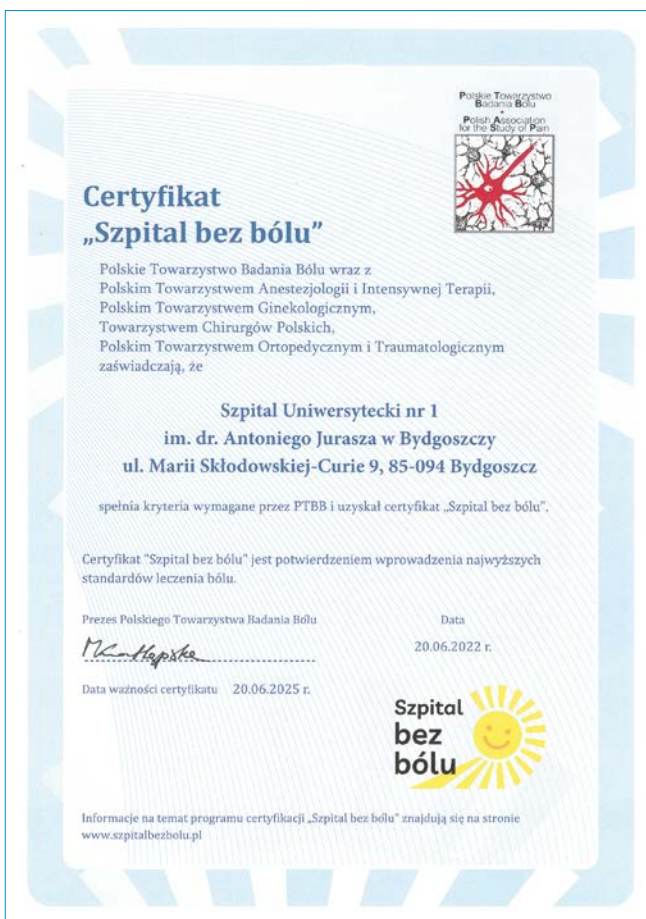 Polskie Towarzystwo
Badania Bólu
+
Polish Association
for the Study of Pain
Certyfikat
„Szpital bez bólu”
Polskie Towarzystwo Badania Bólu wraz z
Polskim Towarzystwem Anestezjologii i Intensywnej Terapii,
Polskim Towarzystwem Ginekologicznym,
Towarzystwem Chirurgów Polskich,
Polskim Towarzystwem Ortopedycznym i Traumatologicznym
zaświadczają, że
Szpital Uniwersytecki nr 1
im. dr. Antoniego Jurasza w Bydgoszczy
ul. Marii Skłodowskiej-Curie 9, 85-094 Bydgoszcz
spełnia kryteria wymagane przez PTBB i uzyskał certyfikat „Szpital bez bólu”.
Certyfikat "Szpital bez bólu" jest potwierdzeniem wprowadzenia najwyższych
standardów leczenia bólu.
Prezes Polskiego Towarzystwa Badania Bólu
Data
20.06.2022 r.
Data ważności certyfikatu 20.06.2025 r.
Szpital
bez
bólu
Informacje na temat programu certyfikacji „Szpital bez bólu” znajdują się na stronie
www.szpitalbezbolu.pl